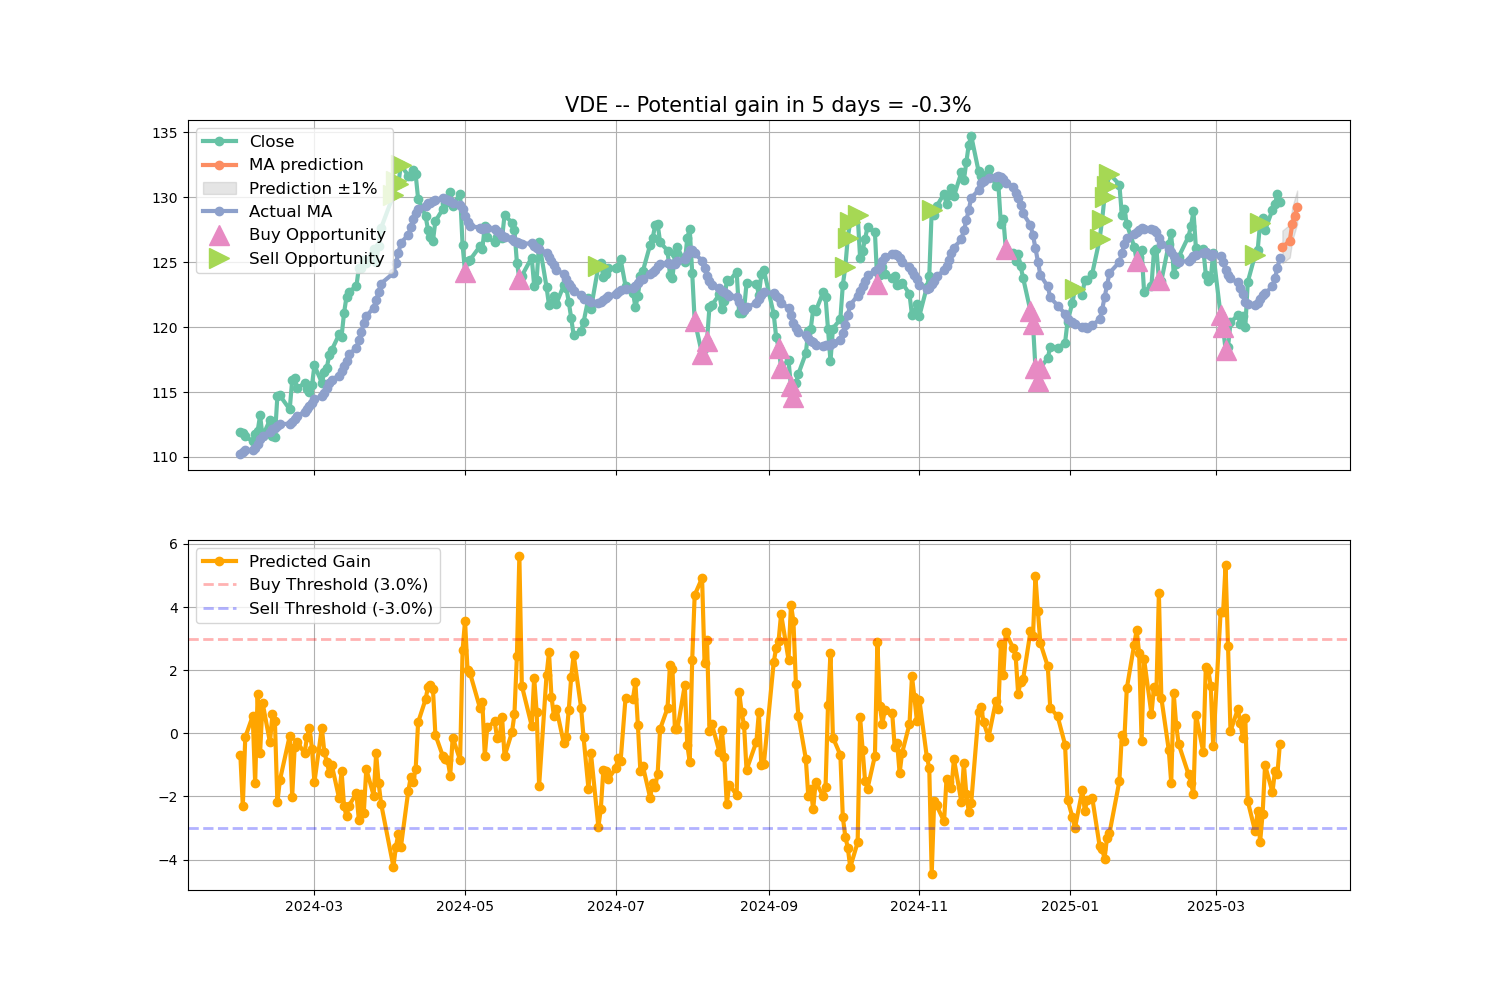 VDE -- Potential gain in 5 days = -0.3%
135
130
125
120
115
110
Close
MA prediction
Prediction ±1%
Actual MA
Buy Opportunity
Sell Opportunity
6
4
2
0
−2
−4
Predicted Gain
Buy Threshold (3.0%)
Sell Threshold (-3.0%)
2024-03
2024-05
2024-07
2024-09
2024-11
2025-01
2025-03